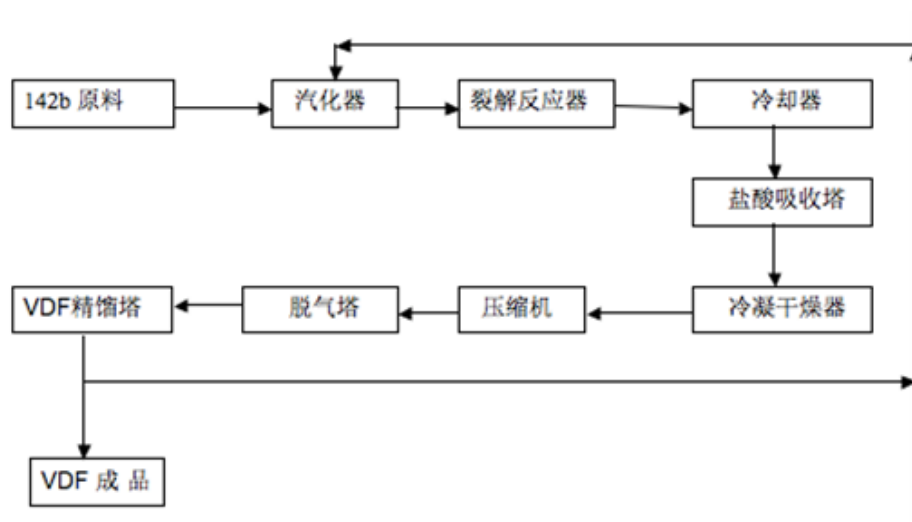 142b 原料
汽化器
裂解反应器
冷却器
盐酸吸收塔
VDF精馏塔
脱气塔
压缩机
冷凝干燥器
VDF 成 品